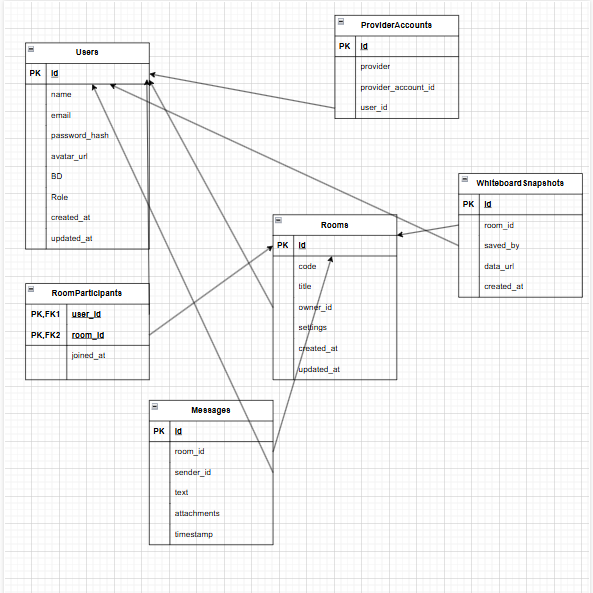 ProviderAccounts
PK id
provider
provider_account_id
user_id
Users
PK id
name
email
password_hash
avatar_url
BD
Role
created_at
updated_at
WhiteboardSnapshots
PK id
room_id
saved_by
data_url
created_at
Rooms
PK id
code
title
owner_id
settings
created_at
updated_at
RoomParticipants
PK,FK1 user_id
PK,FK2 room_id
joined_at
Messages
PK id
room_id
sender_id
text
attachments
timestamp